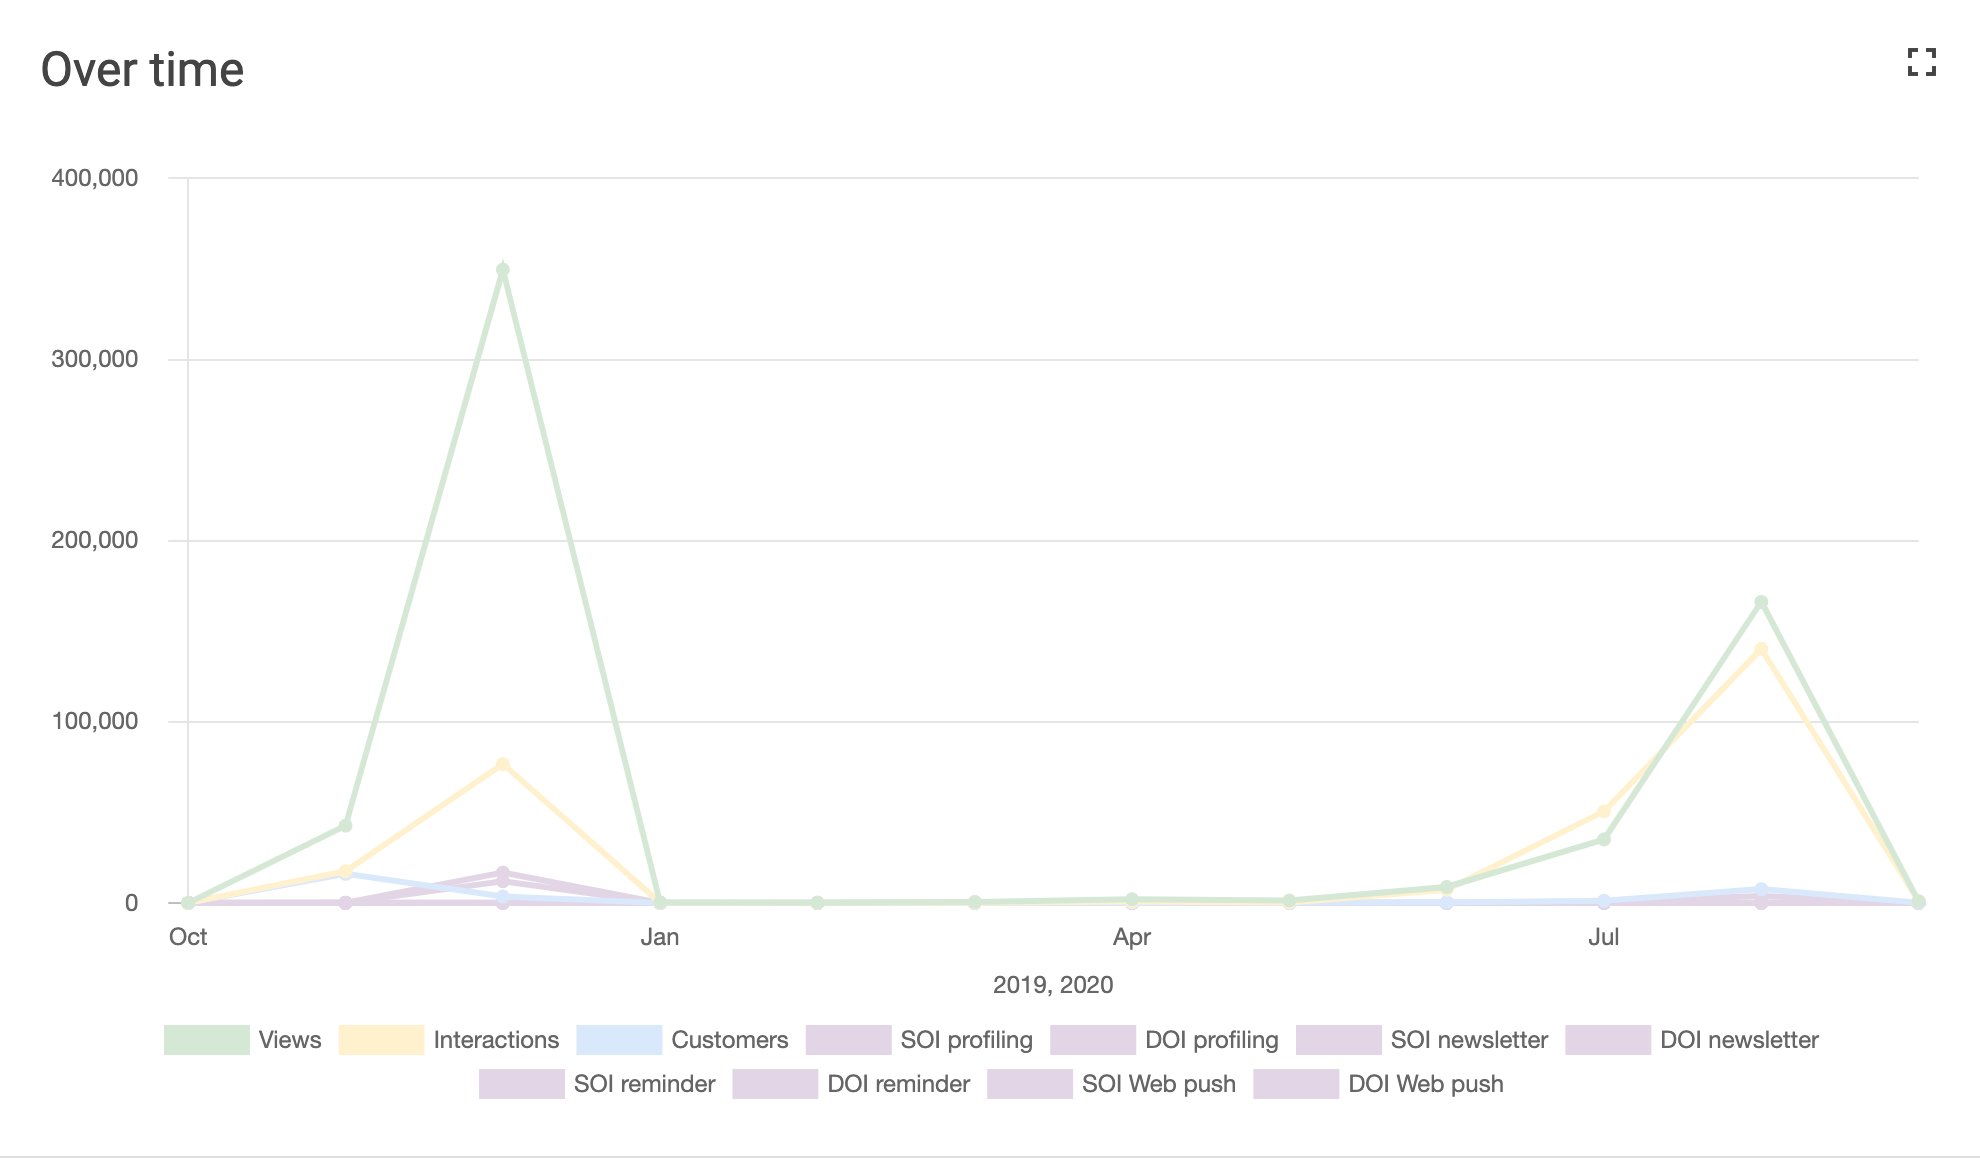 Over time
400,000
300,000
200,000
100,000
0
Oct Jan Apr Jul
2019, 2020
Views Interactions Customers SOI profiling DOI profiling SOI newsletter DOI newsletter
SOI reminder DOI reminder SOI Web push DOI Web push